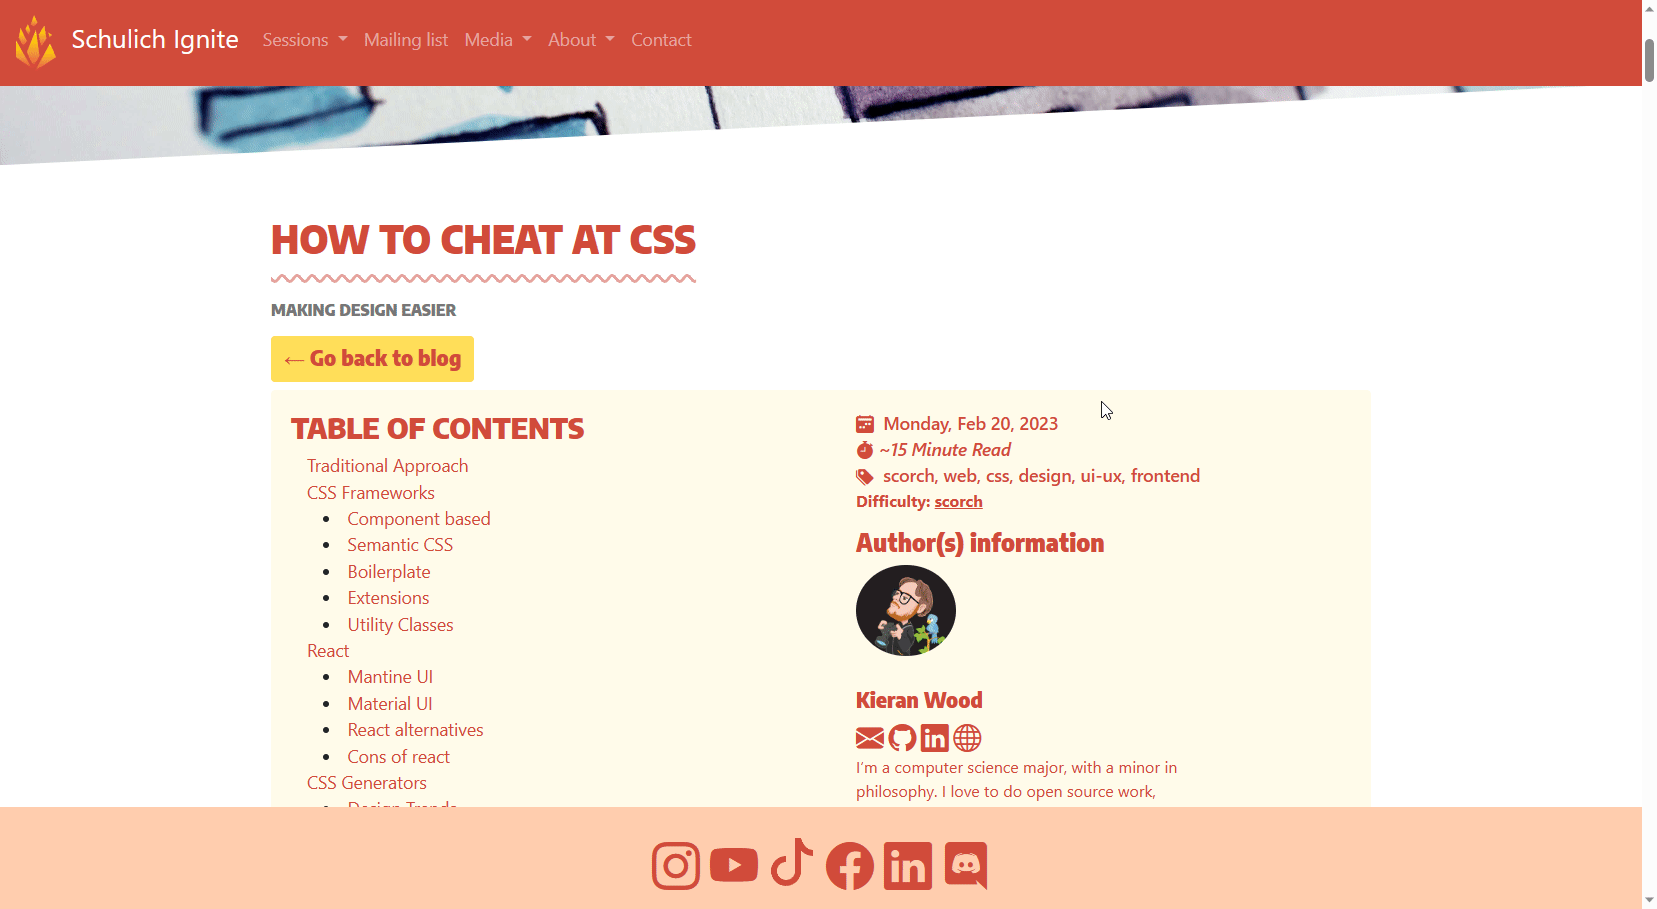 Schulich Ignite Sessions Mailing list Media About Contact
HOW TO CHEAT AT CSS
MAKING DESIGN EASIER
← Go back to blog
TABLE OF CONTENTS
Traditional Approach
CSS Frameworks
• Component based
• Semantic CSS
• Boilerplate
• Extensions
• Utility Classes
React
• Mantine UI
• Material UI
• React alternatives
• Cons of react
CSS Generators
• Design Trends
Monday, Feb 20, 2023
~15 Minute Read
scorch, web, css, design, ui-ux, frontend
Difficulty: scorch
Author(s) information
Kieran Wood
I'm a computer science major, with a minor in
philosophy. I love to do open source work,